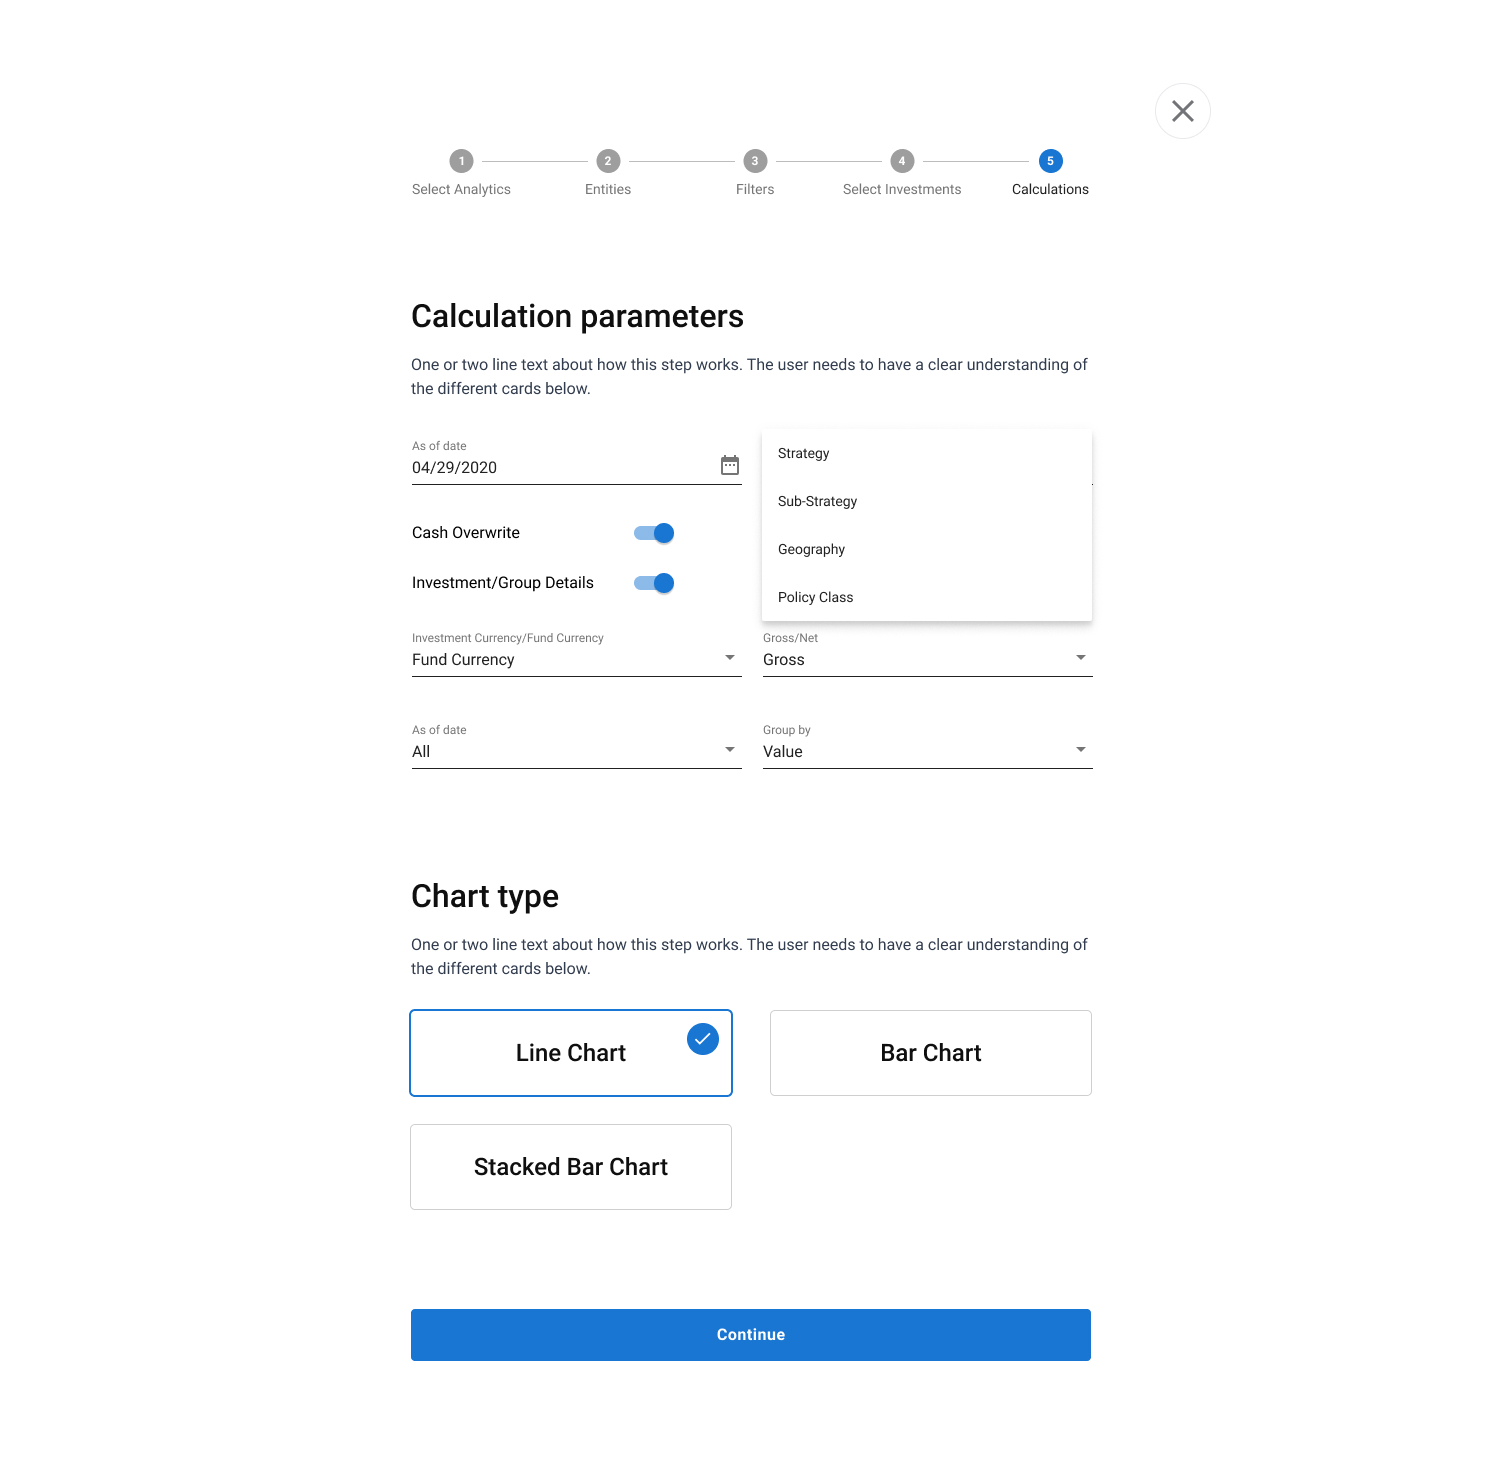 1
2
3
4
5
Select Analytics
Entities
Filters
Select Investments
Calculations
Calculation parameters
One or two line text about how this step works. The user needs to have a clear understanding of
the different cards below.
As of date
04/29/2020
Strategy
Sub-Strategy
Geography
Policy Class
Cash Overwrite
Investment/Group Details
Investment Currency/Fund Currency
Fund Currency
Gross/Net
Gross
As of date
All
Group by
Value
Chart type
One or two line text about how this step works. The user needs to have a clear understanding of
the different cards below.
Line Chart
Bar Chart
Stacked Bar Chart
Continue